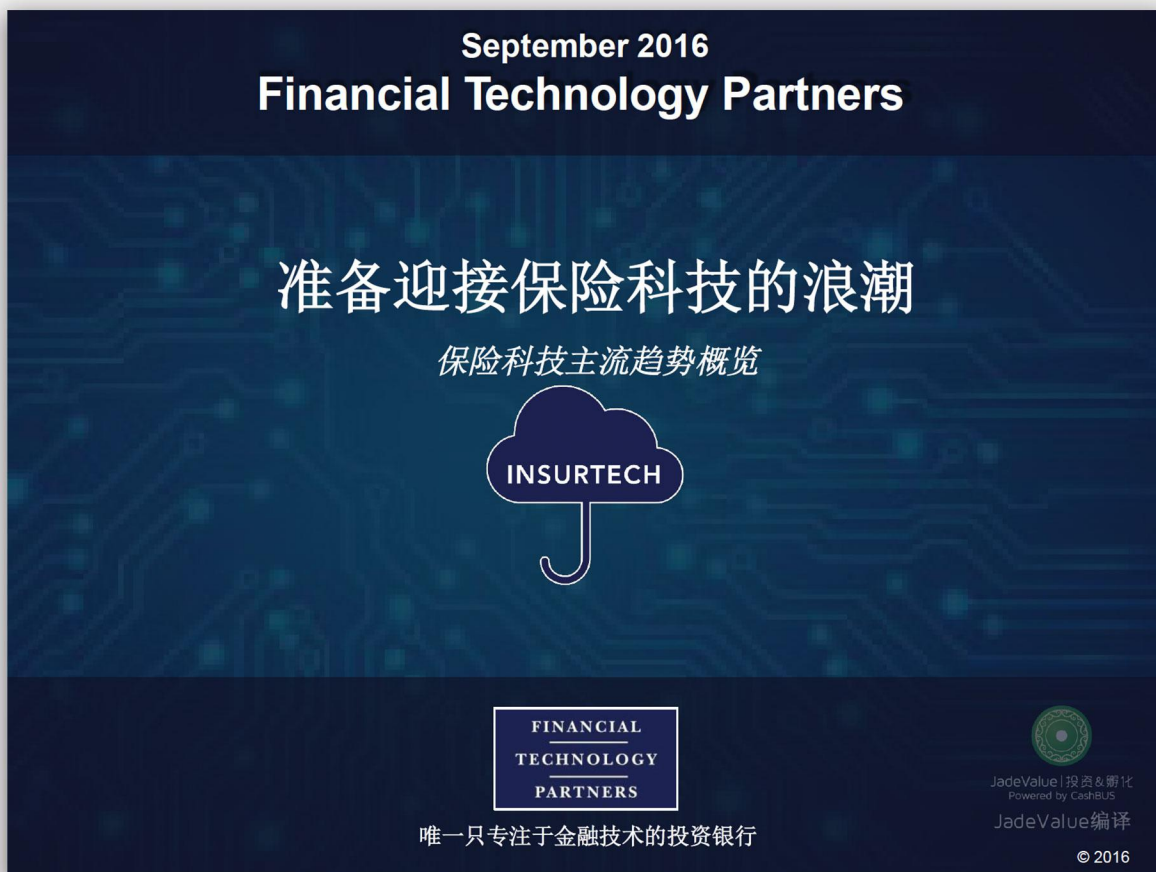 September 2016
Financial Technology Partners
准备迎接保险科技的浪潮
保险科技主流趋势概览
INSURTECH
FINANCIAL
TECHNOLOGY
PARTNERS
唯一只专注于金融技术的投资银行
JadeValue|投资&孵化
Powered by CashBUS
JadeValue编译
© 2016